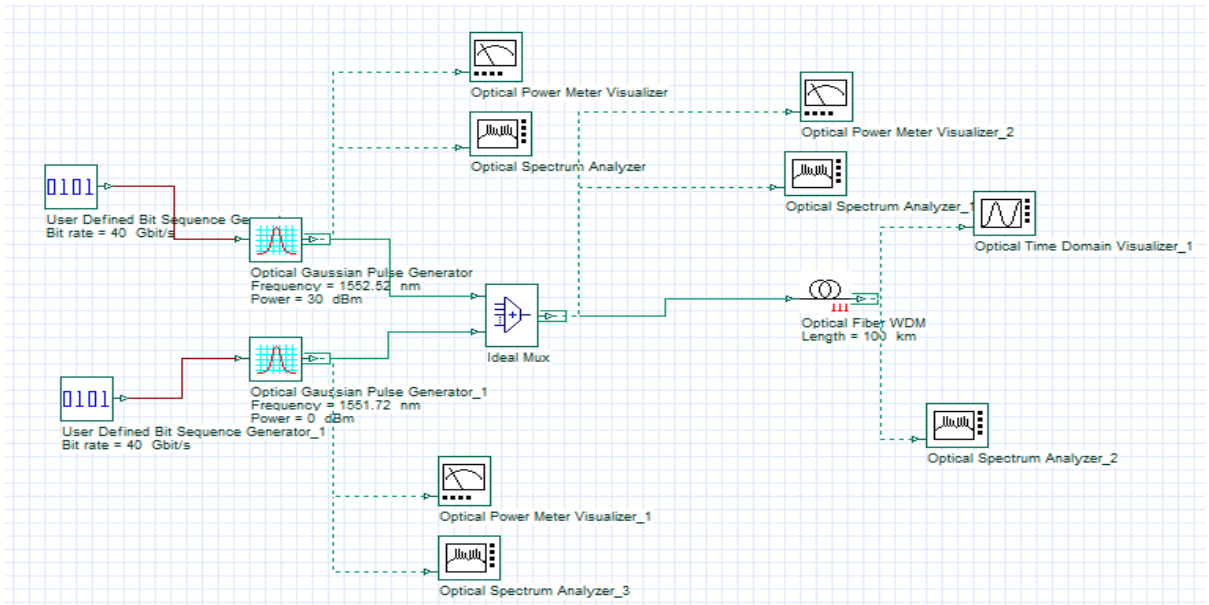 Optical Power Meter Visualizer
Optical Power Meter Visualizer_2
Optical Spectrum Analyzer
0101
Optical Spectrum Analyzer_1
User Defined Bit Sequence Ge
Bit rate = 40 Gbit/s
Optical Time Domain Visualizer_1
Optical Gaussian Pulse Generator
Frequency = 1552.52 nm
Power = 30 dBm
Optical Fiber WDM
Length = 100 km
Ideal Mux
0101
Optical Gaussian Pulse Generator_1
Frequency = 1551.72 nm
Power = 0 dBm
User Defined Bit Sequence Generator_1
Bit rate = 40 Gbit/s
Optical Spectrum Analyzer_2
Optical Power Meter Visualizer_1
Optical Spectrum Analyzer_3